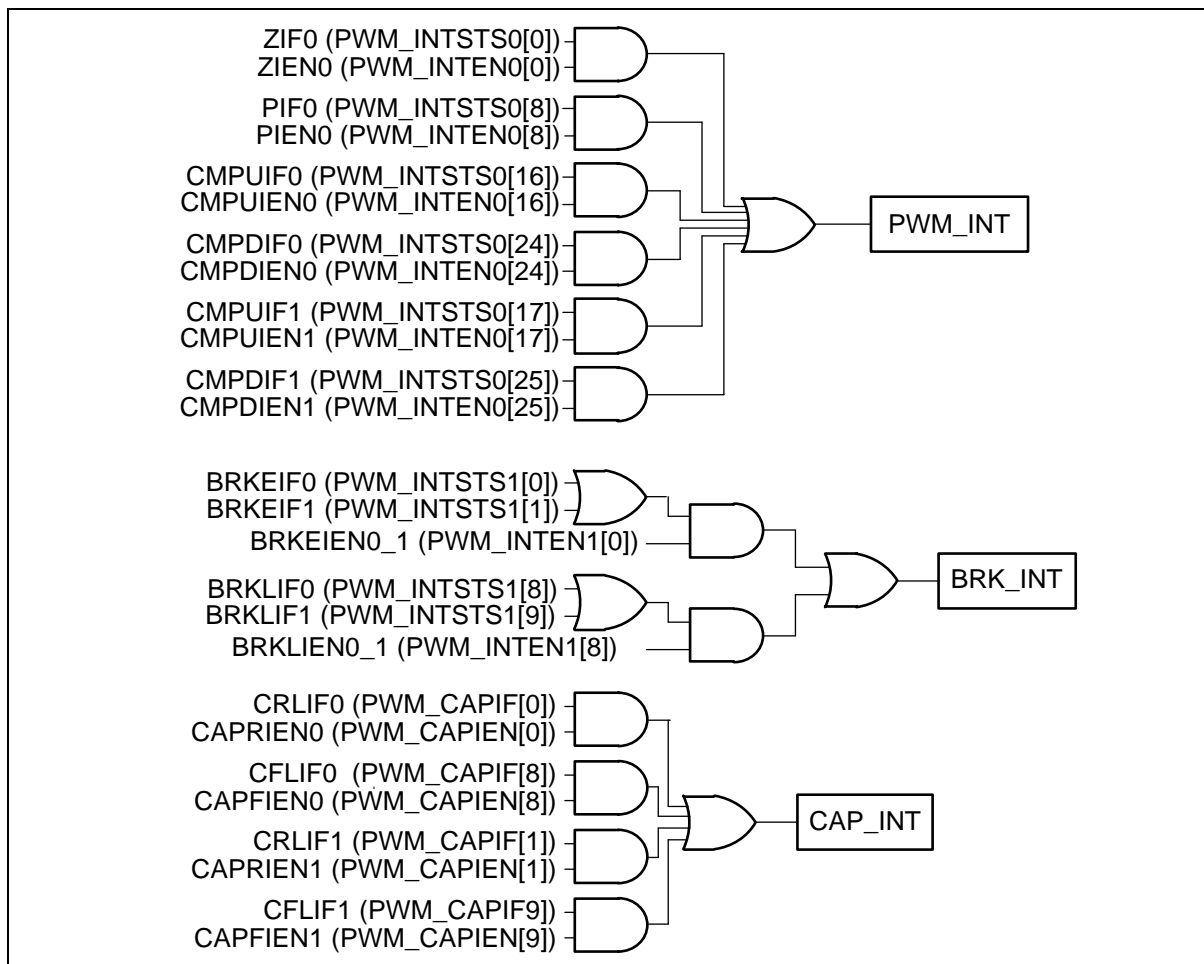 ZIF0 (PWM_INTSTS0[0])
ZIEN0 (PWM_INTEN0[0])
PIF0 (PWM_INTSTS0[8])
PIEN0 (PWM_INTEN0[8])
CMPUIF0 (PWM_INTSTS0[16])
CMPUIEN0 (PWM_INTEN0[16])
CMPDIF0 (PWM_INTSTS0[24])
CMPDIEN0 (PWM_INTEN0[24])
CMPUIF1 (PWM_INTSTS0[17])
CMPUIEN1 (PWM_INTEN0[17])
CMPDIF1 (PWM_INTSTS0[25])
CMPDIEN1 (PWM_INTEN0[25])
PWM_INT
BRKEIF0 (PWM_INTSTS1[0])
BRKEIF1 (PWM_INTSTS1[1])
BRKEIEN0_1 (PWM_INTEN1[0])
BRKLIF0 (PWM_INTSTS1[8])
BRKLIF1 (PWM_INTSTS1[9])
BRKLIEN0_1 (PWM_INTEN1[8])
BRK_INT
CRLIF0 (PWM_CAPIF[0])
CAPRIEN0 (PWM_CAPIEN[0])
CFLIF0 (PWM_CAPIF[8])
CAPFIEN0 (PWM_CAPIEN[8])
CRLIF1 (PWM_CAPIF[1])
CAPRIEN1 (PWM_CAPIEN[1])
CFLIF1 (PWM_CAPIF9])
CAPFIEN1 (PWM_CAPIEN[9])
CAP_INT